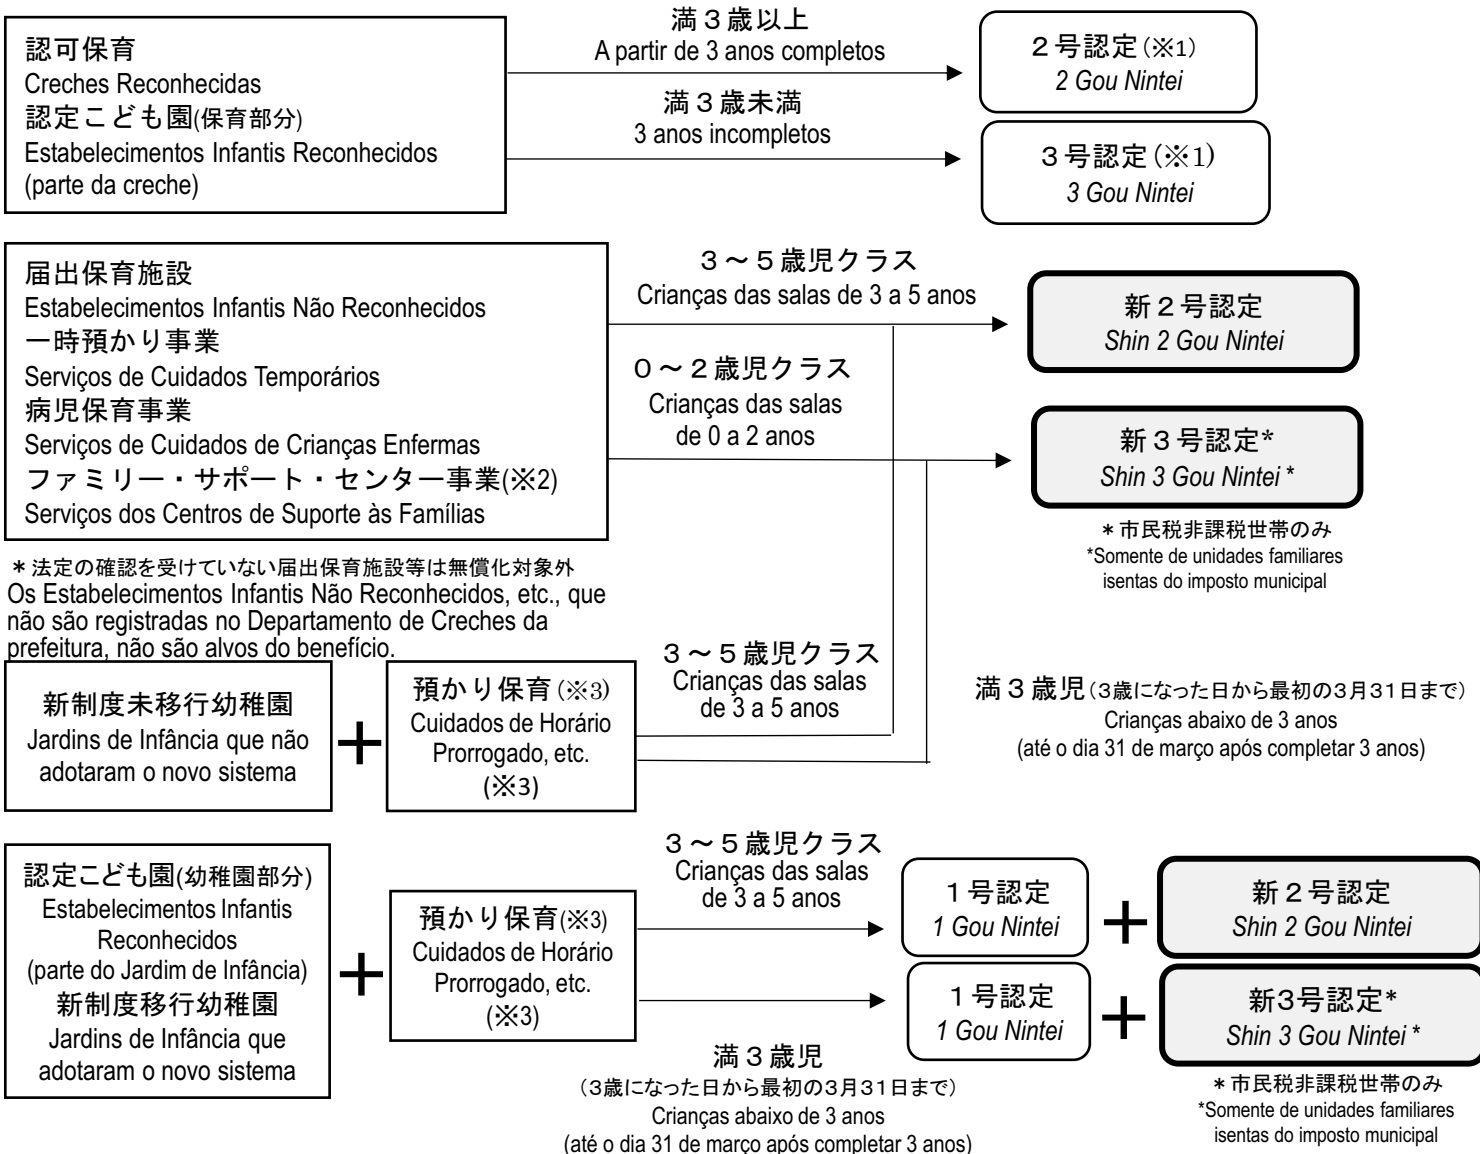 認可保育
Creches Reconhecidas
認定こども園(保育部分)
Estabelecimentos Infantis Reconhecidos
(parte da creche)
満３歳以上
A partir de 3 anos completos
満３歳未満
3 anos incompletos
２号認定(※1)
2 Gou Nintei
３号認定(※1)
3 Gou Nintei
届出保育施設
Estabelecimentos Infantis Não Reconhecidos
一時預かり事業
Serviços de Cuidados Temporários
病児保育事業
Serviços de Cuidados de Crianças Enfermas
ファミリー・サポート・センター事業(※2)
Serviços dos Centros de Suporte às Famílias
３～５歳児クラス
Crianças das salas de 3 a 5 anos
０～２歳児クラス
Crianças das salas
de 0 a 2 anos
新２号認定
Shin 2 Gou Nintei
新３号認定*
Shin 3 Gou Nintei *
＊市民税非課税世帯のみ
*Somente de unidades familiares
isentas do imposto municipal
＊法定の確認を受けていない届出保育施設等は無償化対象外
Os Estabelecimentos Infantis Não Reconhecidos, etc., que
não são registradas no Departamento de Creches da
prefeitura, não são alvos do benefício.
新制度未移行幼稚園
Jardins de Infância que não
adotaram o novo sistema
+
預かり保育(※3)
Cuidados de Horário
Prorrogado, etc.
(※3)
３～５歳児クラス
Crianças das salas
de 3 a 5 anos
満３歳児(３歳になった日から最初の３月３１日まで)
Crianças abaixo de 3 anos
(até o dia 31 de março após completar 3 anos)
認定こども園(幼稚園部分)
Estabelecimentos Infantis
Reconhecidos
(parte do Jardim de Infância)
新制度移行幼稚園
Jardins de Infância que
adotaram o novo sistema
+
預かり保育(※3)
Cuidados de Horário
Prorrogado, etc.
(※3)
３～５歳児クラス
Crianças das salas
de 3 a 5 anos
１号認定
1 Gou Nintei
+
新２号認定
Shin 2 Gou Nintei
１号認定
1 Gou Nintei
+
新3号認定*
Shin 3 Gou Nintei *
満３歳児
(３歳になった日から最初の３月３１日まで)
Crianças abaixo de 3 anos
(até o dia 31 de março após completar 3 anos)
＊市民税非課税世帯のみ
*Somente de unidades familiares
isentas do imposto municipal